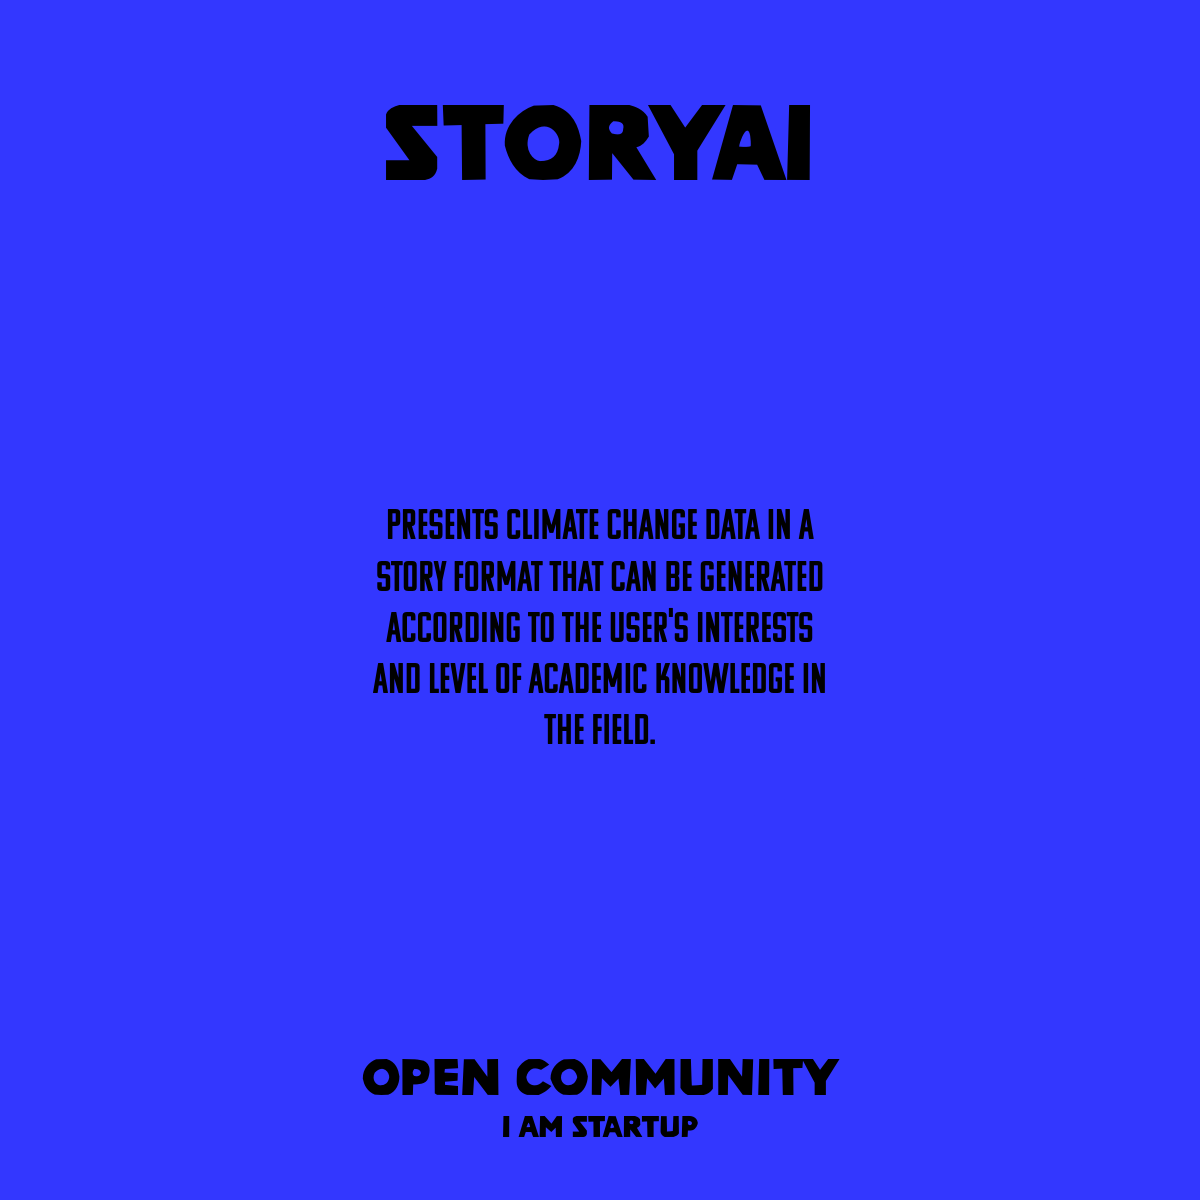 STORYAI
PRESENTS CLIMATE CHANGE DATA IN A
STORY FORMAT THAT CAN BE GENERATED
ACCORDING TO THE USER'S INTERESTS
AND LEVEL OF ACADEMIC KNOWLEDGE IN
THE FIELD.
OPEN COMMUNITY
I AM STARTUP